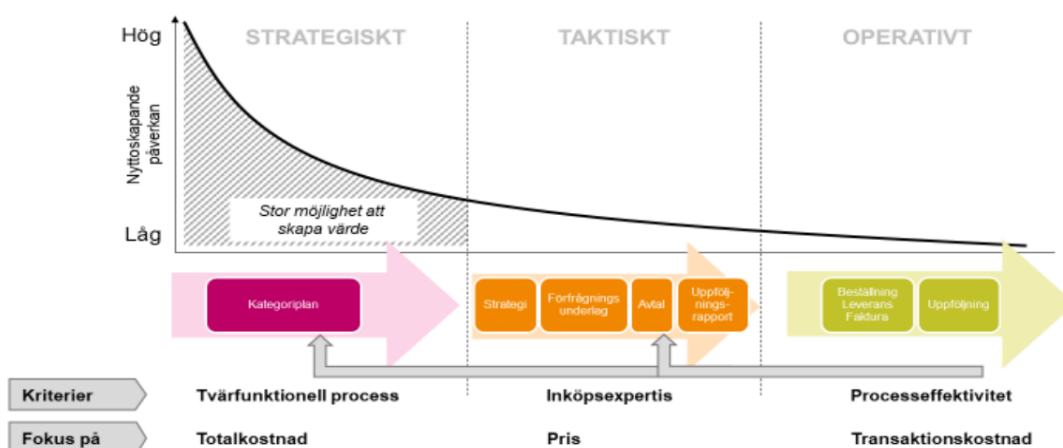 Hög
STRATEGISKT
TAKTISKT
OPERATIVT
Nyttoskapande
påverkan
Stor möjlighet att
skapa värde
Låg
Kategoriplan
Strategi
Förfrågnings
underlag
Avtal
Uppfölj-
nings-
rapport
Beställning
Leverans
Faktura
Uppföljning
Kriterier
Tvärfunktionell process
Inköpsexpertis
Processeffektivitet
Fokus på
Totalkostnad
Pris
Transaktionskostnad